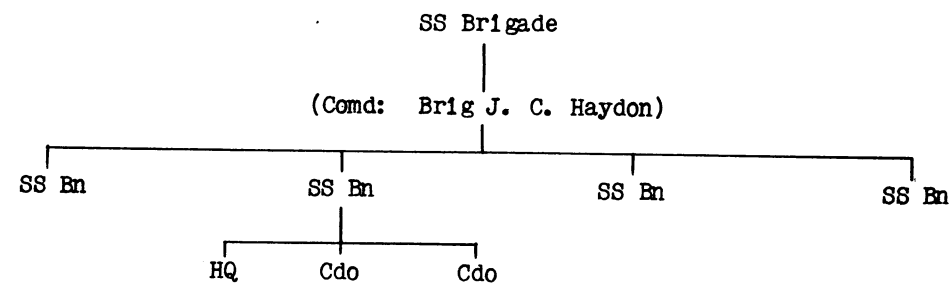 SS Brigade
(Comd: Brig J. C. Haydon)
SS Bn SS Bn SS Bn SS Bn
HQ Cdo Cdo